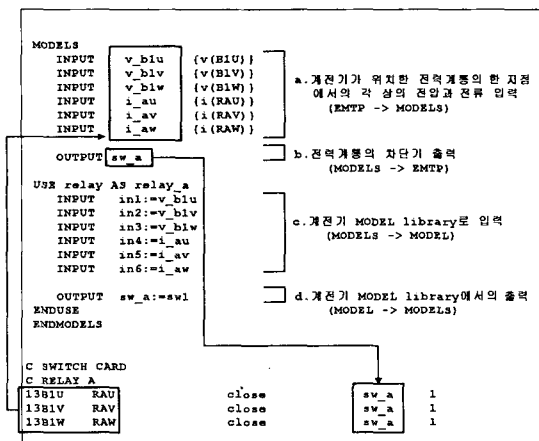 MODELS
INPUT v_b1u {v(B1U)}
INPUT v_b1v {v(B1V)}
INPUT v_b1w {v(B1W)}
INPUT i_au {i(RAU)}
INPUT i_av {i(RAV)}
INPUT i_aw {i(RAW)}
a.계전기가 위치한 전력계통의 한 지점
에서의 각 상의 전압과 전류 입력
(EMTP -> MODELS)
OUTPUT sw_a
b.전력계통의 차단기 출력
(MODELS -> EMTP)
USE relay AS relay_a
INPUT in1:=v_b1u
INPUT in2:=v_b1v
INPUT in3:=v_b1w
INPUT in4:=i_au
INPUT in5:=i_av
INPUT in6:=i_aw
c.계전기 MODEL library로 입력
(MODELS -> MODEL)
OUTPUT sw_a:=sw1
d.계전기 MODEL library에서의 출력
(MODEL -> MODELS)
ENDUSE
ENDMODELS
C SWITCH CARD
C RELAY A
13B1U RAU close sw_a 1
13B1V RAV close sw_a 1
13B1W RAW close sw_a 1